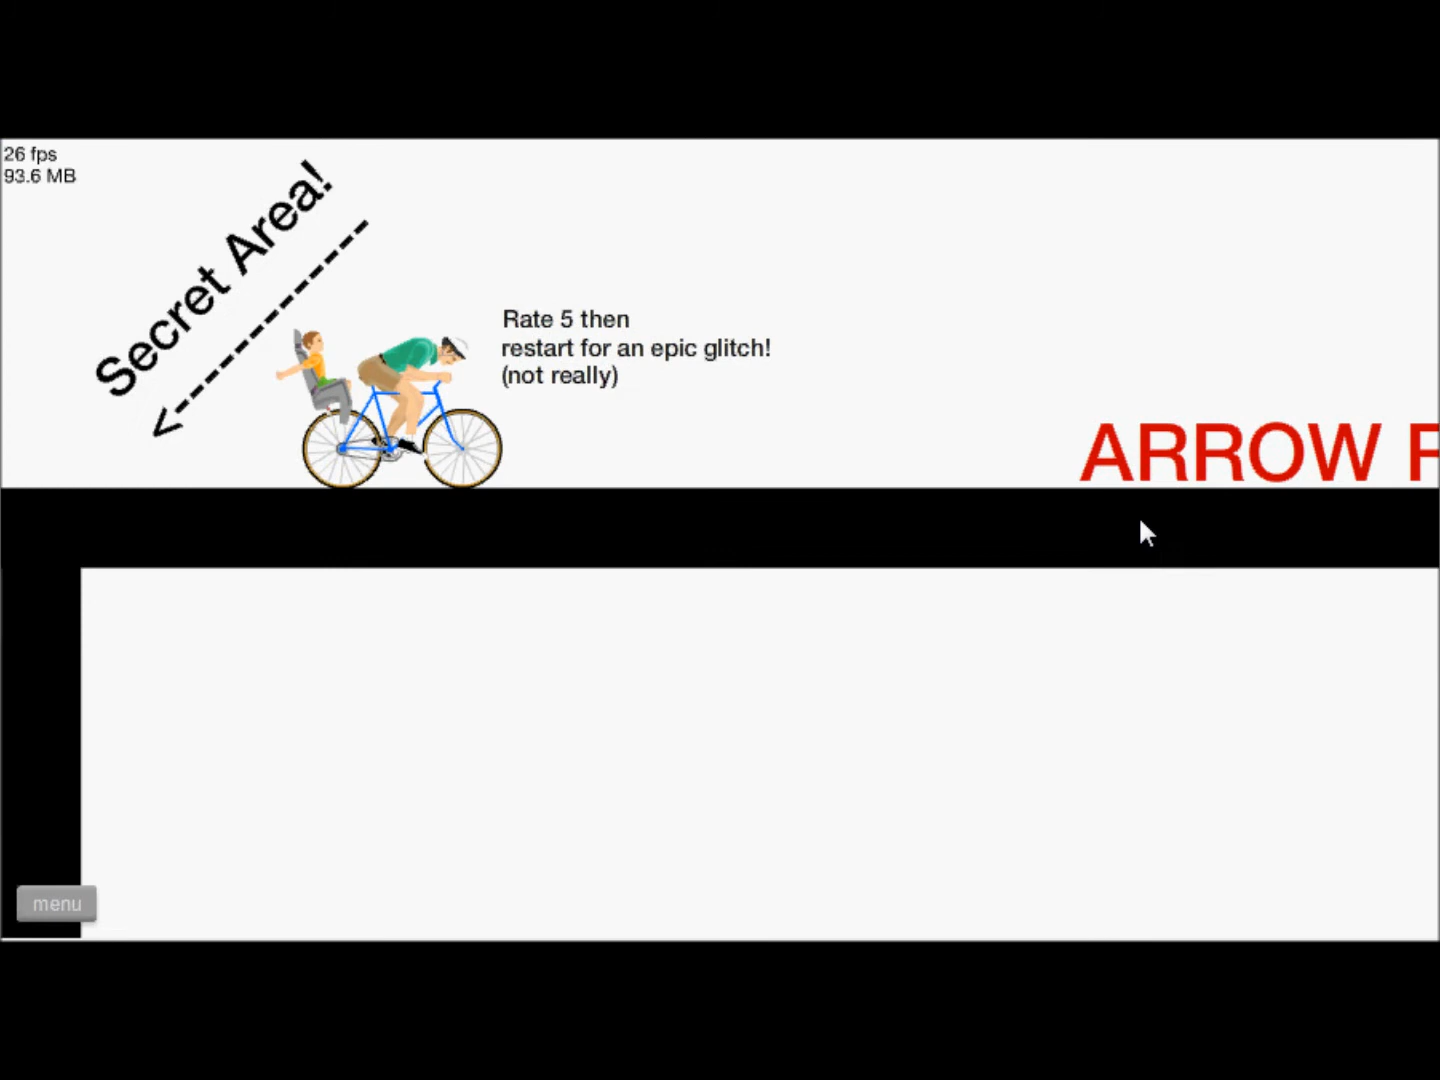 26 fps
93.6 MB
Secret Area!
Rate 5 then
restart for an epic glitch!
(not really)
ARROW
menu